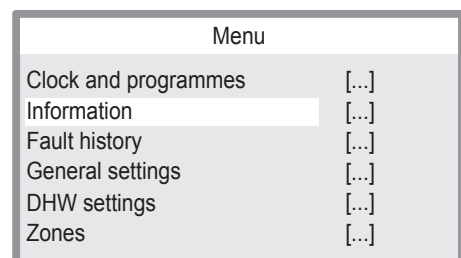 Menu
Clock and programmes [...]
Information [...]
Fault history [...]
General settings [...]
DHW settings [...]
Zones [...]